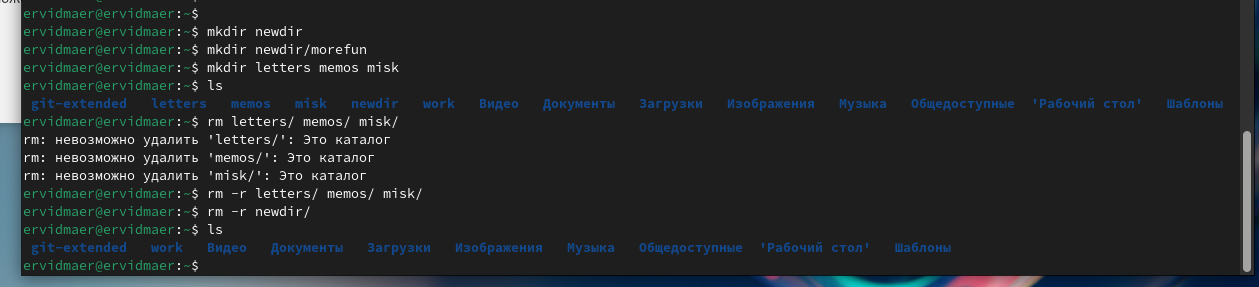 ervidmaer@ervidmaer:~$
ervidmaer@ervidmaer:~$ mkdir newdir
ervidmaer@ervidmaer:~$ mkdir newdir/morefun
ervidmaer@ervidmaer:~$ mkdir letters memos misk
ervidmaer@ervidmaer:~$ ls
git-extended letters memos misk newdir work Видео Документы Загрузки Изображения Музыка Общедоступные 'Рабочий стол' Шаблоны
ervidmaer@ervidmaer:~$ rm letters/ memos/ misk/
rm: невозможно удалить 'letters/': Это каталог
rm: невозможно удалить 'memos/': Это каталог
rm: невозможно удалить 'misk/': Это каталог
ervidmaer@ervidmaer:~$ rm -r letters/ memos/ misk/
ervidmaer@ervidmaer:~$ rm -r newdir/
ervidmaer@ervidmaer:~$ ls
git-extended work Видео Документы Загрузки Изображения Музыка Общедоступные 'Рабочий стол' Шаблоны
ervidmaer@ervidmaer:~$